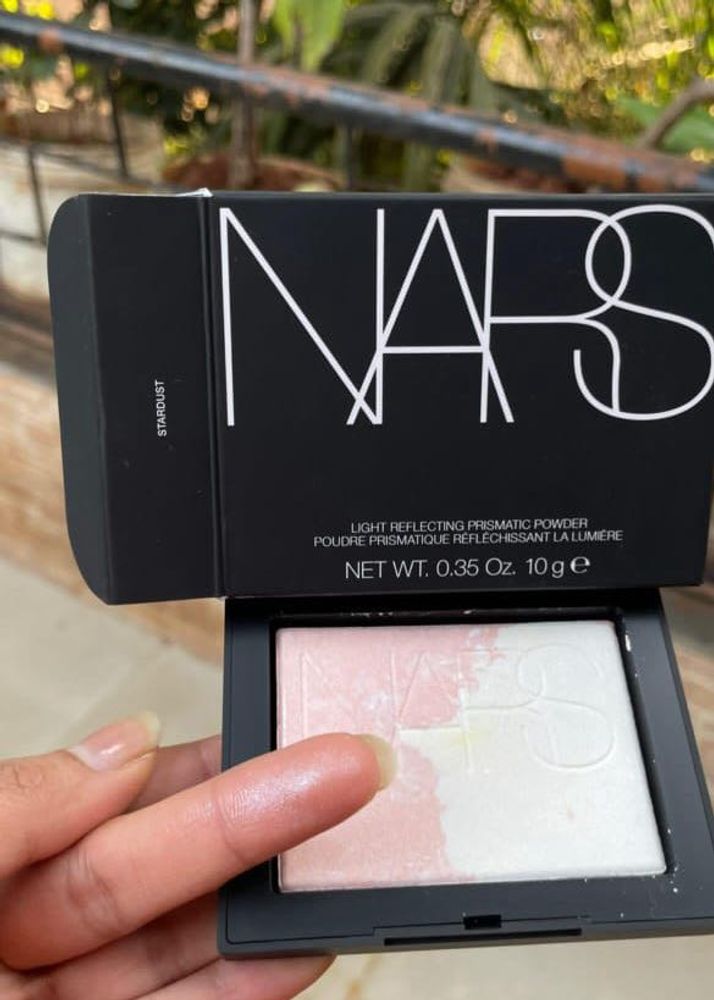 NARS
STARDUST
LIGHT REFLECTING PRISMATIC POWDER
POUDRE PRISMATIQUE RÉFLÉCHISSANT LA LUMIÈRE
NET WT. 0.35 Oz. 10 g ℮
NARS